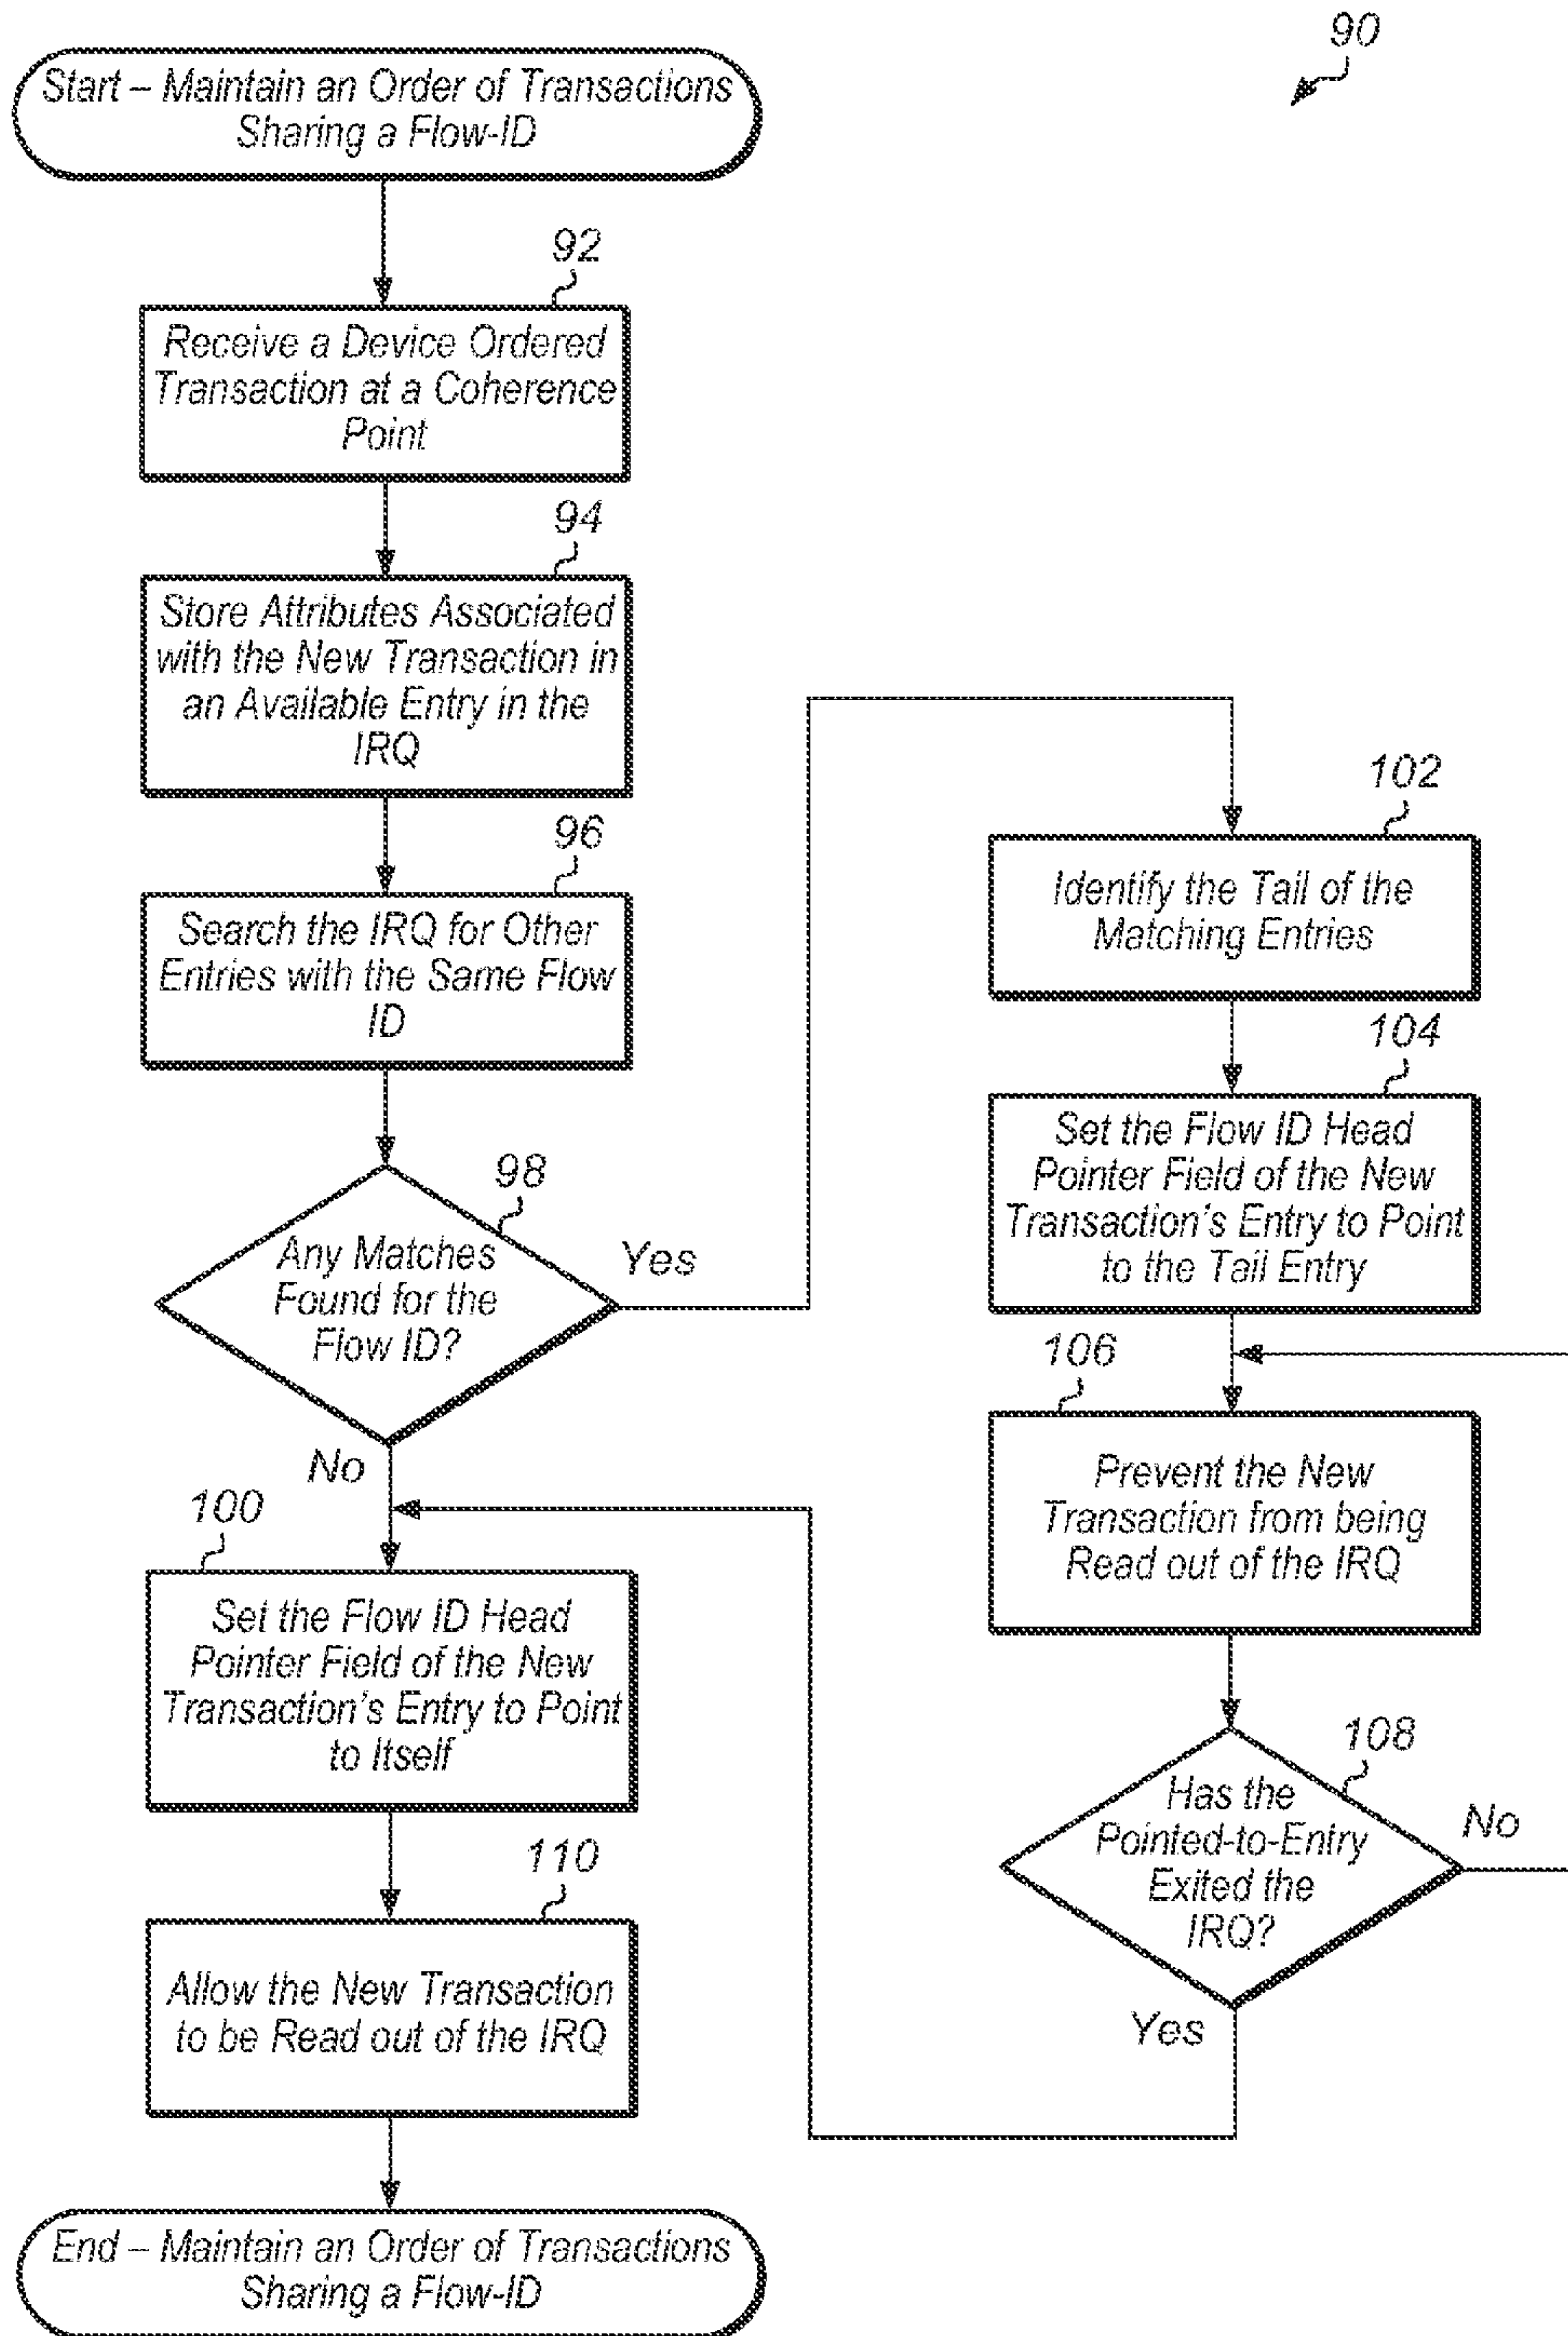 90
Start – Maintain an Order of Transactions
Sharing a Flow-ID
92
Receive a Device Ordered
Transaction at a Coherence
Point
94
Store Attributes Associated
with the New Transaction in
an Available Entry in the
IRQ
96
Search the IRQ for Other
Entries with the Same Flow
ID
98
Any Matches
Found for the
Flow ID?
Yes
No
100
Set the Flow ID Head
Pointer Field of the New
Transaction's Entry to Point
to Itself
110
Allow the New Transaction
to be Read out of the IRQ
End – Maintain an Order of Transactions
Sharing a Flow-ID
102
Identify the Tail of the
Matching Entries
104
Set the Flow ID Head
Pointer Field of the New
Transaction's Entry to Point
to the Tail Entry
106
Prevent the New
Transaction from being
Read out of the IRQ
108
Has the
Pointed-to-Entry
Exited the
IRQ?
No
Yes